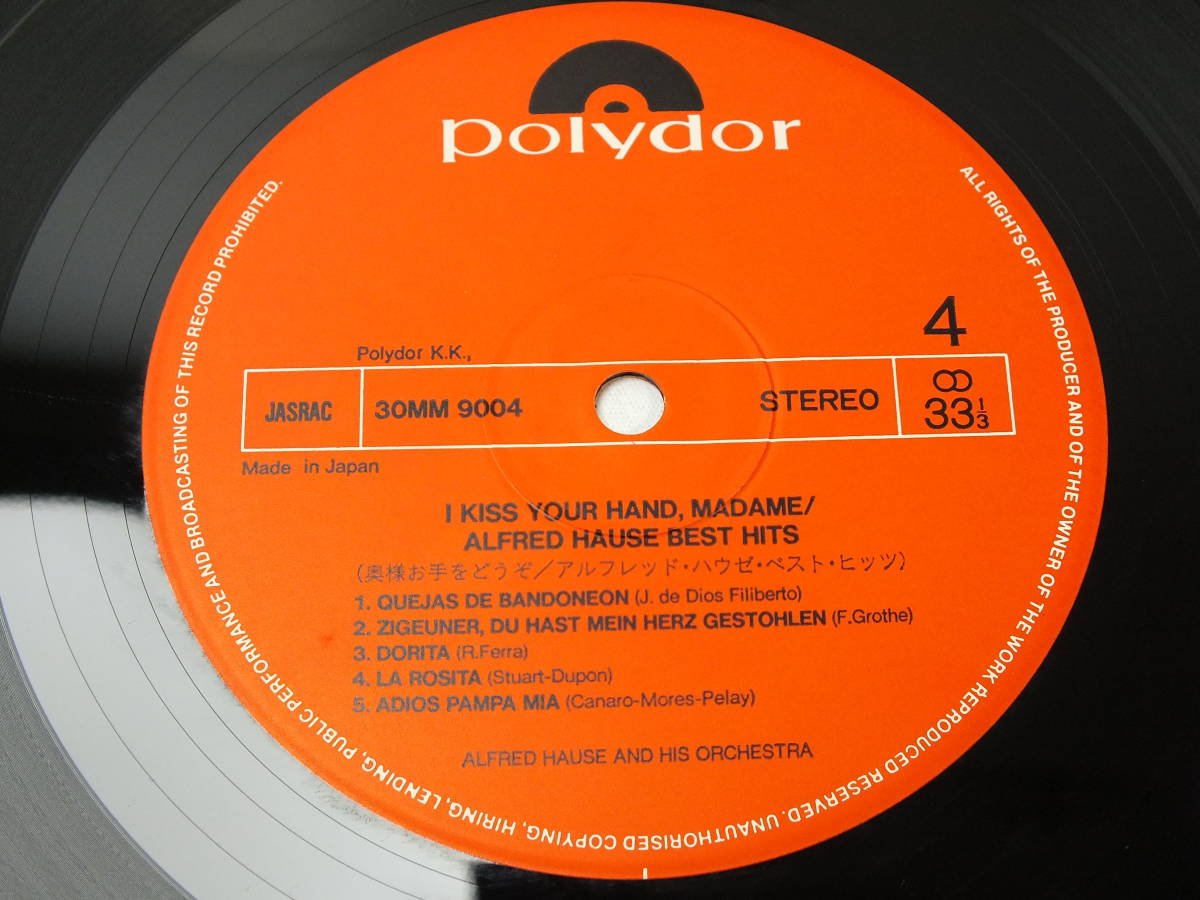 polydor
4
Polydor K.K.,
JASRAC
30MM 9004
STEREO
33 1/3
Made in Japan
I KISS YOUR HAND, MADAME/
ALFRED HAUSE BEST HITS
(奥様お手をどうぞ/アルフレッド・ハウゼ・ベスト・ヒッツ)
1. QUEJAS DE BANDONEON (J. de Dios Filiberto)
2. ZIGEUNER, DU HAST MEIN HERZ GESTOHLEN (F.Grothe)
3. DORITA (R.Ferra)
4. LA ROSITA (Stuart-Dupon)
5. ADIOS PAMPA MIA (Canaro-Mores-Pelay)
ALFRED HAUSE AND HIS ORCHESTRA
ALL RIGHTS OF THE PRODUCER AND OF THE OWNER OF THE WORK REPRODUCED RESERVED. UNAUTHORISED COPYING, HIRING, LENDING, PUBLIC PERFORMANCE AND BROADCASTING OF THIS RECORD PROHIBITED.